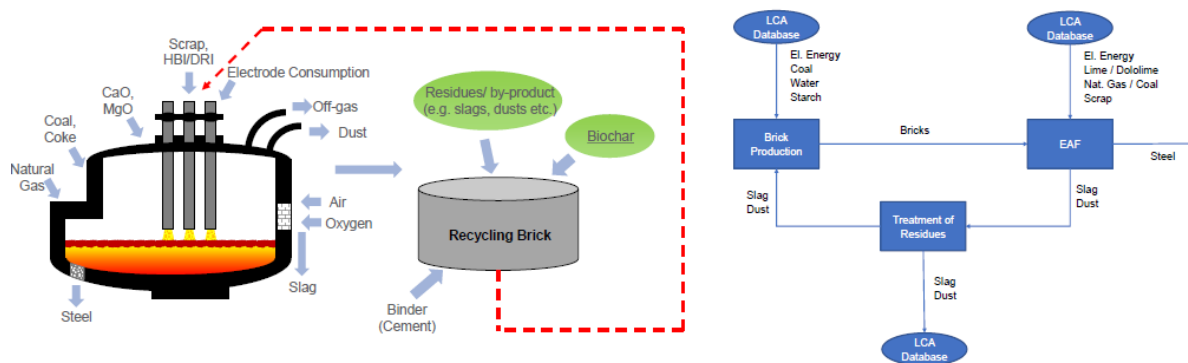 Scrap,
HBI/DRI
Electrode Consumption
CaO,
MgO
Off-gas
Coal,
Coke
Dust
Natural
Gas
Air
Oxygen
Slag
Steel
Residues/ by-product
(e.g. slags, dusts etc.)
Biochar
Recycling Brick
Binder
(Cement)
LCA
Database
El. Energy
Coal
Water
Starch
LCA
Database
El. Energy
Lime / Dololime
Nat. Gas / Coal
Scrap
Brick
Production
Bricks
EAF
Steel
Slag
Dust
Treatment of
Residues
Slag
Dust
Slag
Dust
LCA
Database